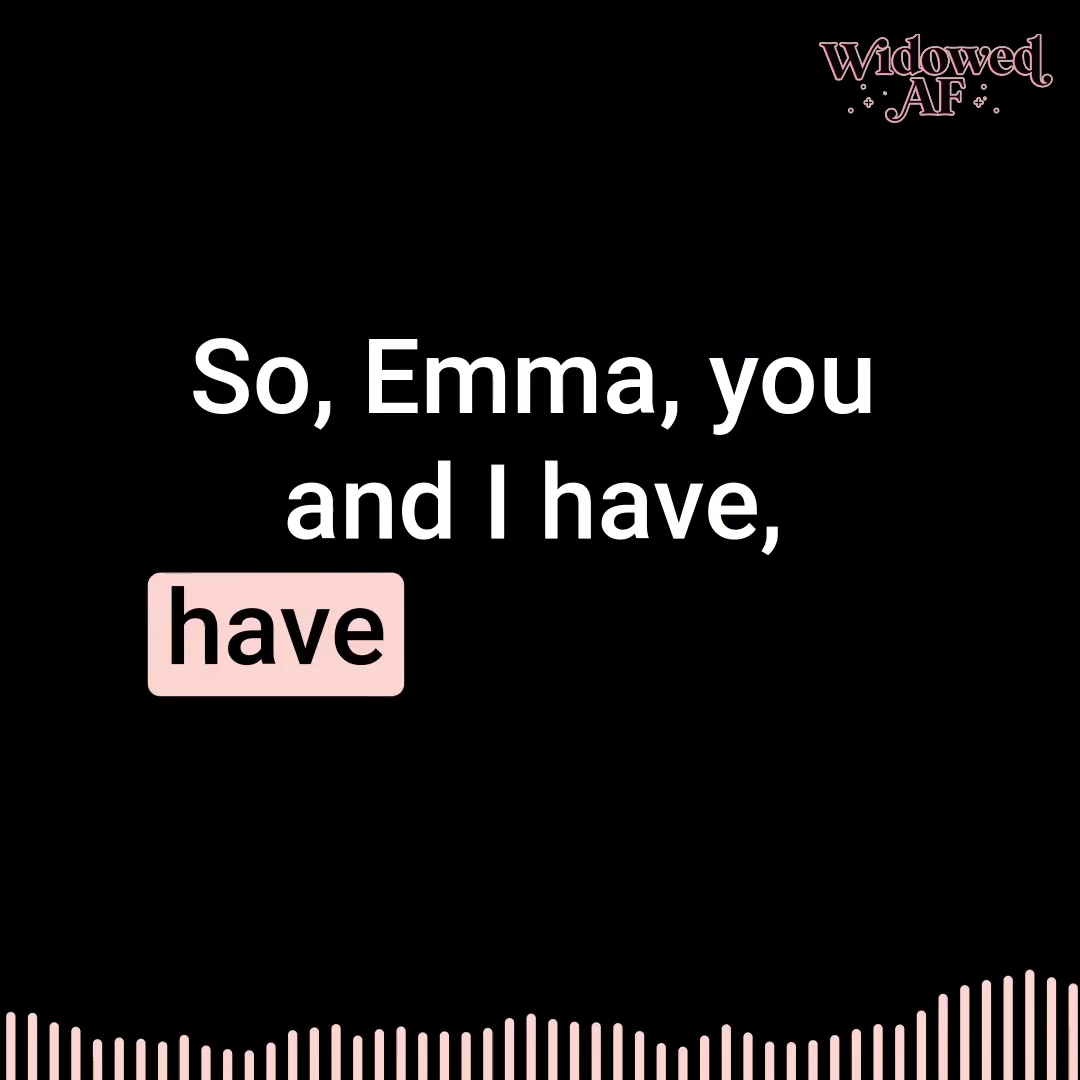 Widowed
AF
So, Emma, you
and I have,
have